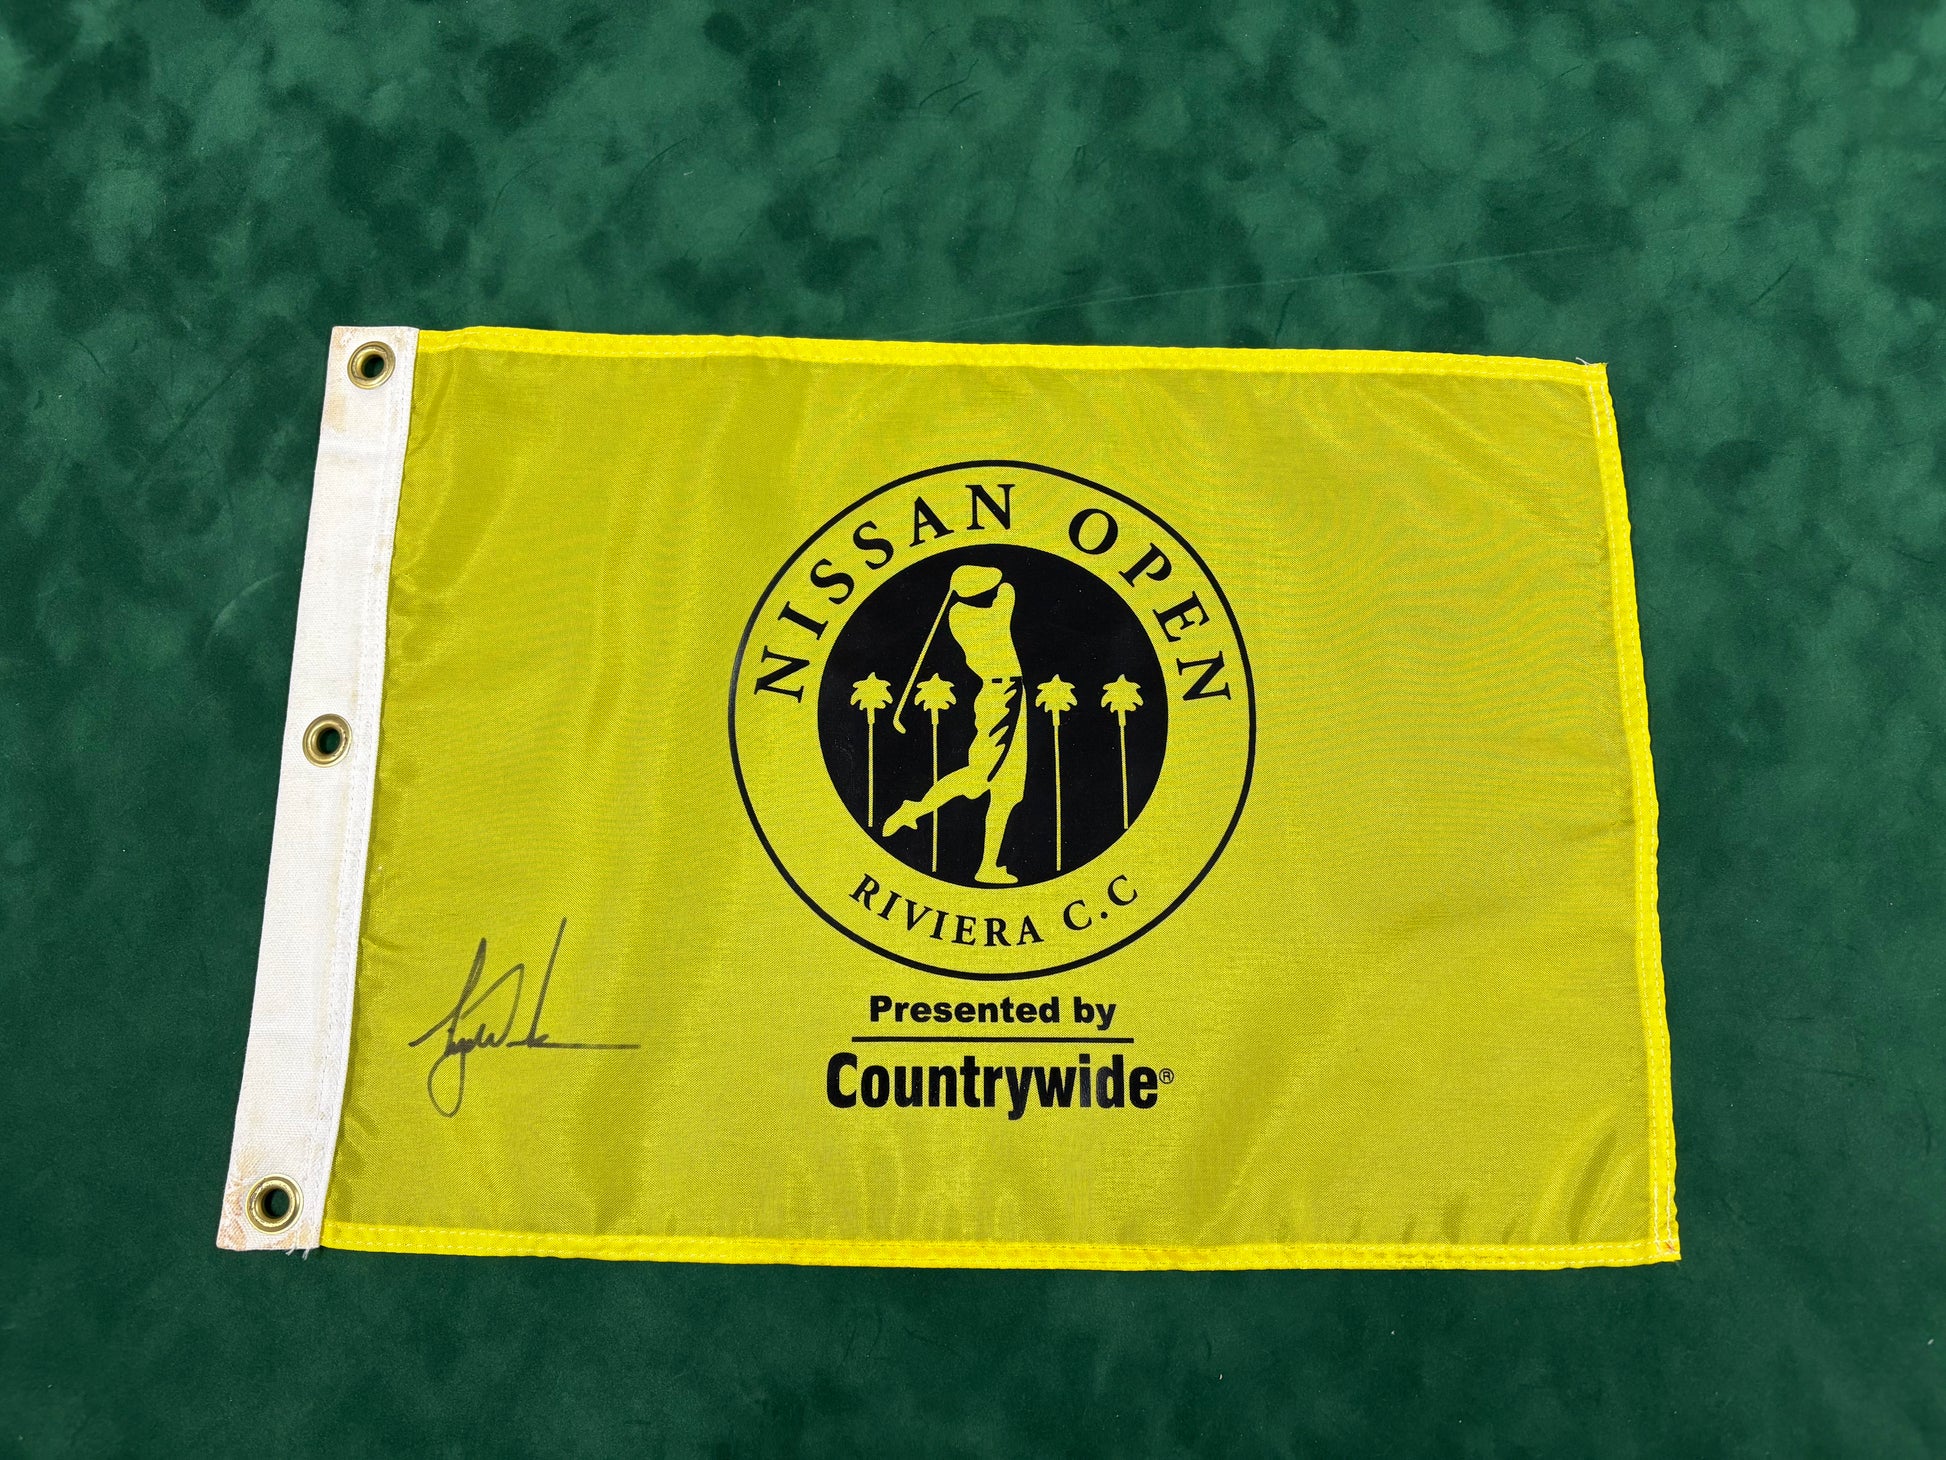 NISSAN OPEN
RIVIERA C.C
Presented by
Countrywide®